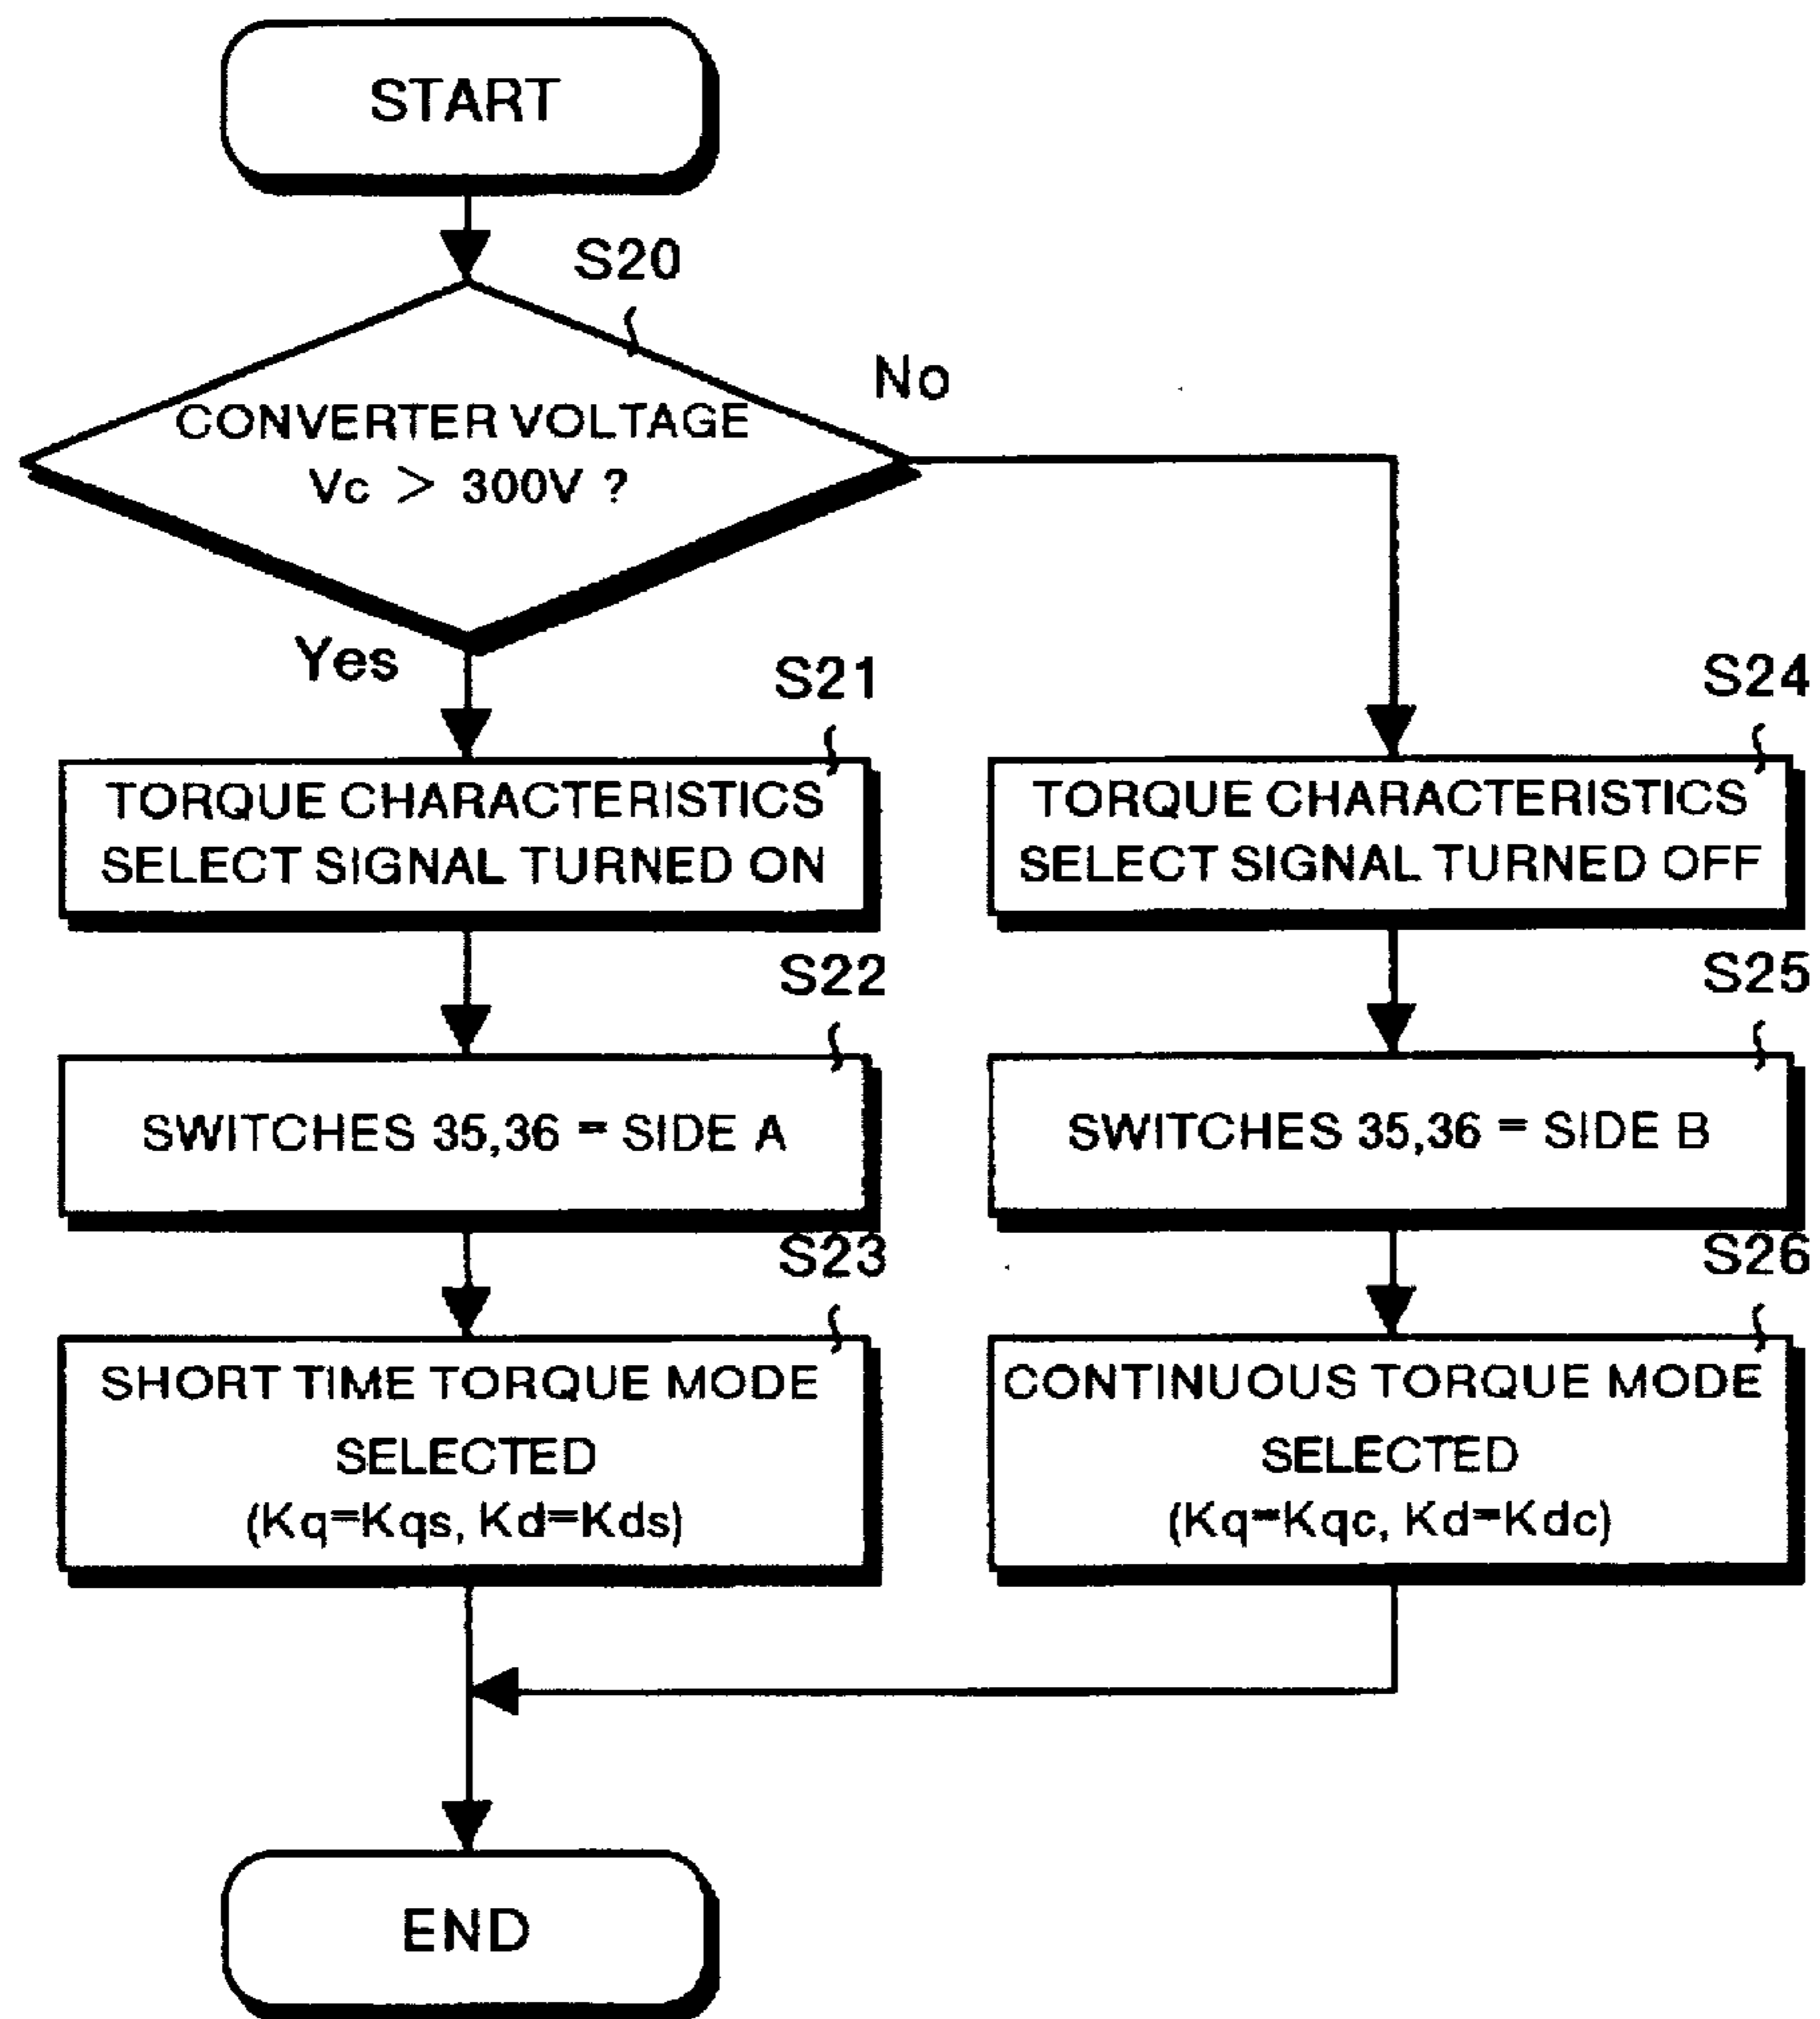 START
S20
CONVERTER VOLTAGE
Vc > 300V ?
No
Yes
S21
TORQUE CHARACTERISTICS
SELECT SIGNAL TURNED ON
S22
SWITCHES 35,36 = SIDE A
S23
SHORT TIME TORQUE MODE
SELECTED
(Kq=Kqs, Kd=Kds)
S24
TORQUE CHARACTERISTICS
SELECT SIGNAL TURNED OFF
S25
SWITCHES 35,36 = SIDE B
S26
CONTINUOUS TORQUE MODE
SELECTED
(Kq=Kqc, Kd=Kdc)
END